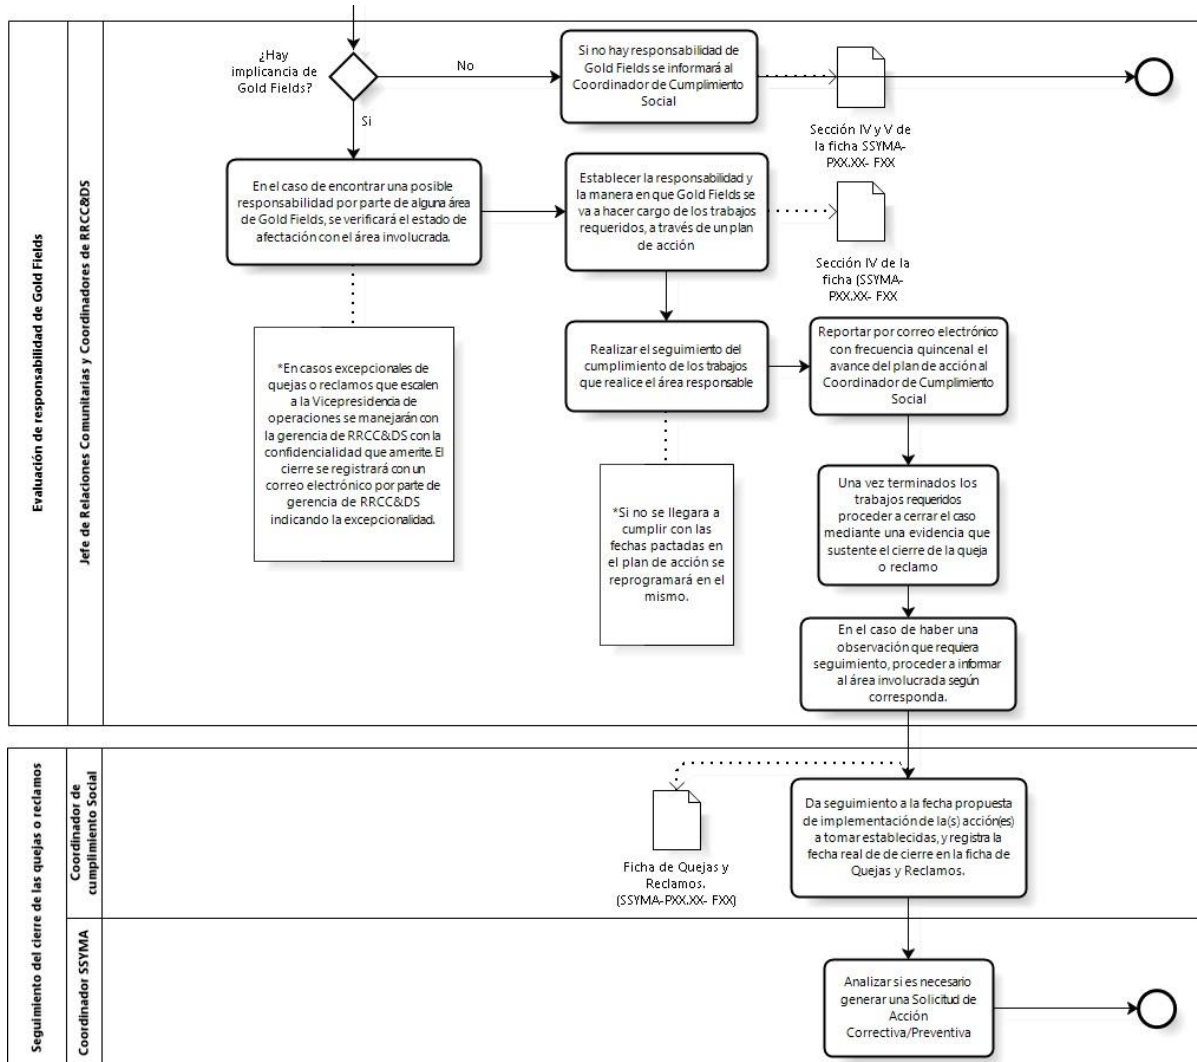 Evaluación de responsabilidad de Gold Fields
Jefe de Relaciones Comunitarias y Coordinadores de RRCC&DS
¿Hay
implicancia de
Gold Fields?
No
Si
Si no hay responsabilidad de
Gold Fields se informará al
Coordinador de Cumplimiento
Social
Sección IV y V de
la ficha SSYMA-
PXX.XX- FXX
En el caso de encontrar una posible
responsabilidad por parte de alguna área
de Gold Fields, se verificará el estado de
afectación con el área involucrada.
Establecer la responsabilidad y
la manera en que Gold Fields se
va a hacer cargo de los trabajos
requeridos, a través de un plan
de acción
Sección IV de la
ficha (SSYMA-
PXX.XX- FXX
*En casos excepcionales de
quejas o reclamos que escalen
a la Vicepresidencia de
operaciones se manejarán con
la gerencia de RRCC&DS con la
confidencialidad que amerite. El
cierre se registrará con un
correo electrónico por parte de
gerencia de RRCC&DS
indicando la excepcionalidad.
Realizar el seguimiento del
cumplimiento de los trabajos
que realice el área responsable
Reportar por correo electrónico
con frecuencia quincenal el
avance del plan de acción al
Coordinador de Cumplimiento
Social
*Si no se llegara a
cumplir con las
fechas pactadas en
el plan de acción se
reprogramará en el
mismo.
Una vez terminados los
trabajos requeridos
proceder a cerrar el caso
mediante una evidencia que
sustente el cierre de la queja
o reclamo
En el caso de haber una
observación que requiera
seguimiento, proceder a informar
al área involucrada según
corresponda.
Seguimiento del cierre de las quejas o reclamos
Coordinador de
cumplimiento Social
Ficha de Quejas y
Reclamos.
(SSYMA-PXX.XX- FXX)
Da seguimiento a la fecha propuesta
de implementación de la(s) acción(es)
a tomar establecidas, y registra la
fecha real de de cierre en la ficha de
Quejas y Reclamos.
Coordinador SSYMA
Analizar si es necesario
generar una Solicitud de
Acción
Correctiva/Preventiva